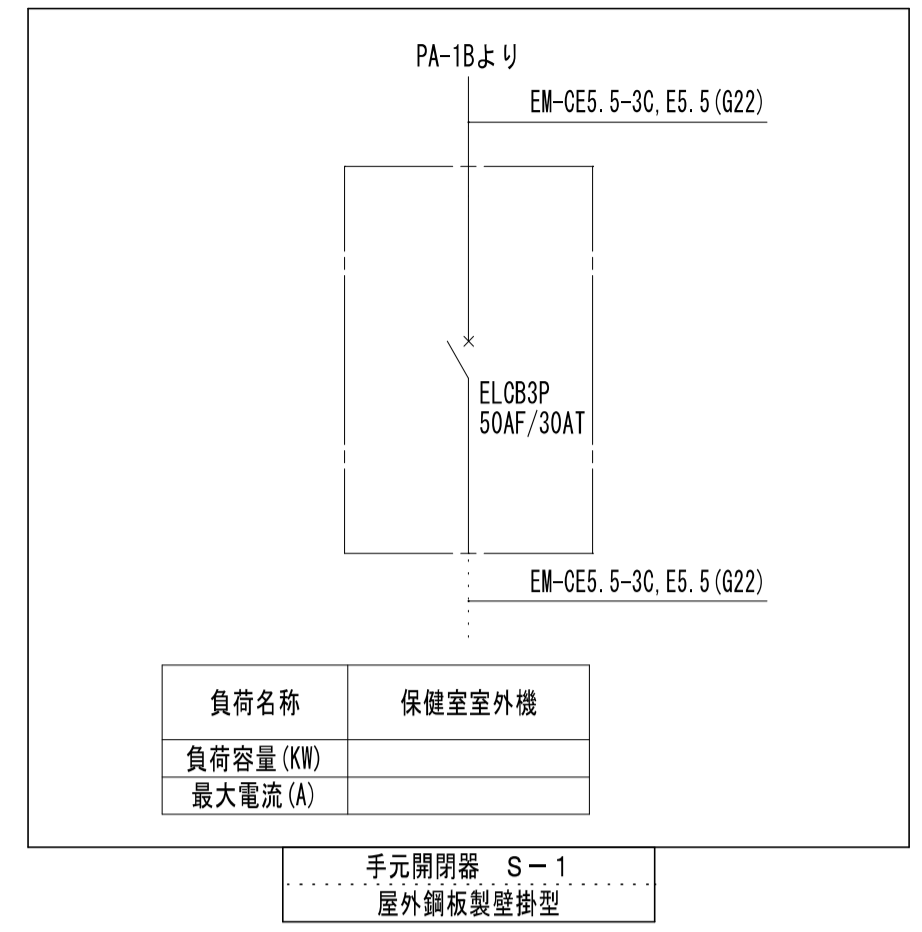 PA-1Bより
EM-CE5.5-3C,E5.5(G22)
ELCB3P
50AF/30AT
EM-CE5.5-3C,E5.5(G22)
負荷名称 保健室室外機
負荷容量(KW)
最大電流(A)
手元開閉器 S-1
屋外鋼板製壁掛型